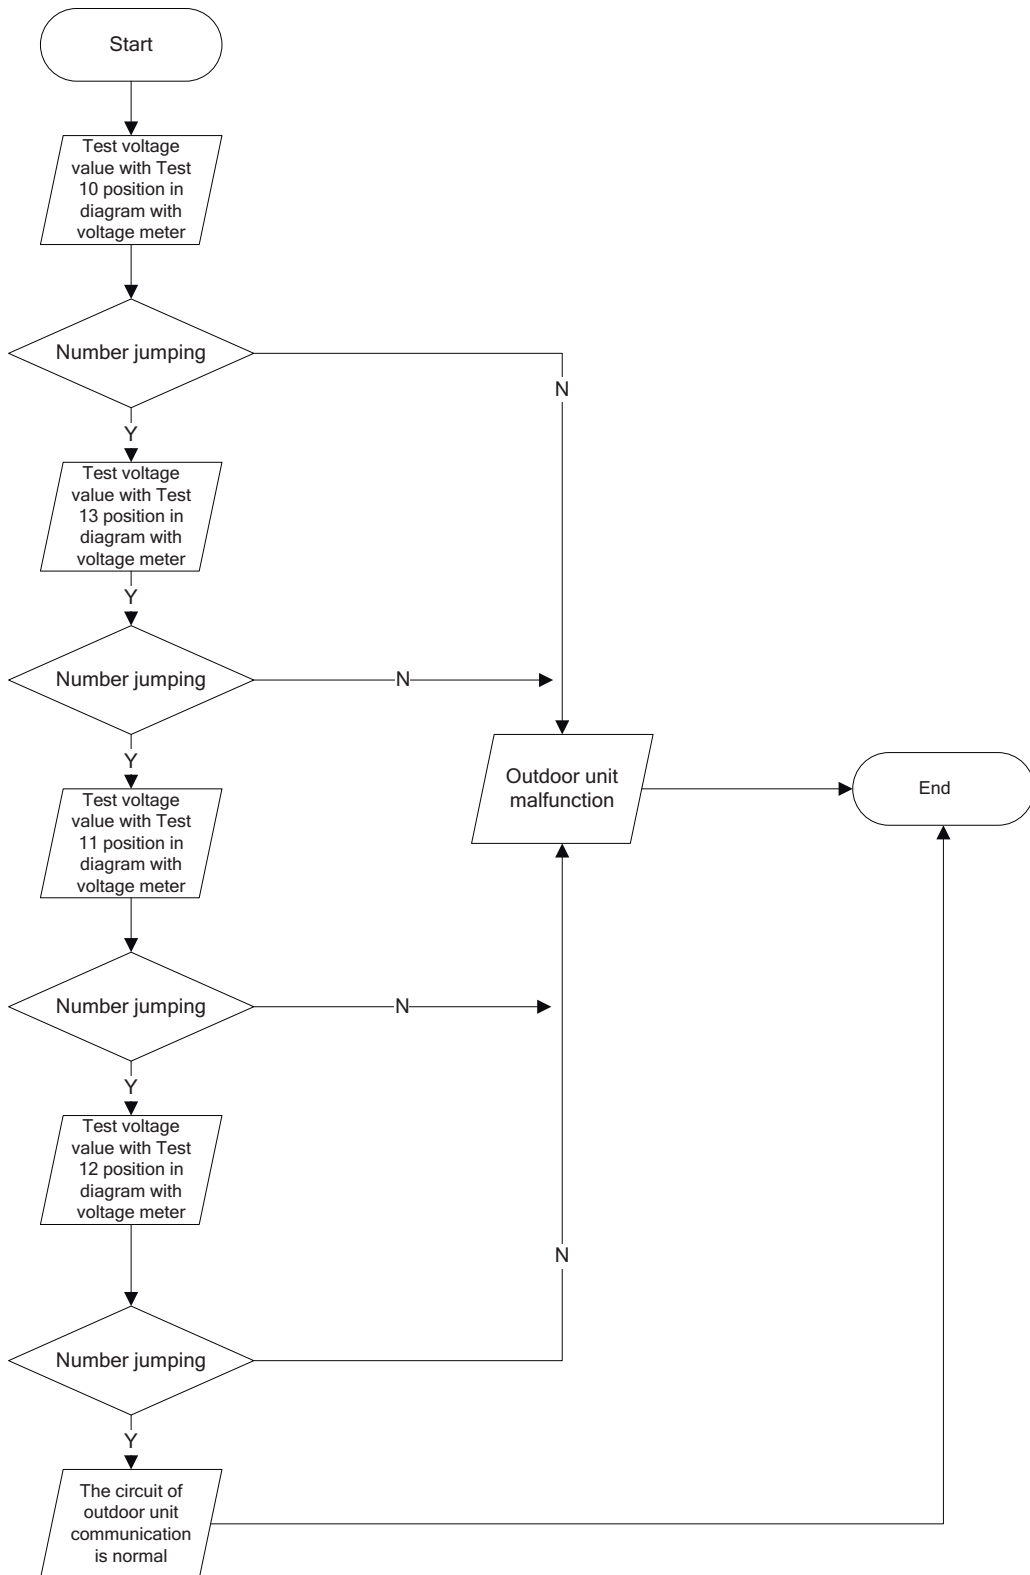 Start
Test voltage
value with Test
10 position in
diagram with
voltage meter
Number jumping
N
Y
Test voltage
value with Test
13 position in
diagram with
voltage meter
Y
Number jumping
N
Y
Outdoor unit
malfunction
End
Test voltage
value with Test
11 position in
diagram with
voltage meter
Number jumping
N
Y
Test voltage
value with Test
12 position in
diagram with
voltage meter
N
Number jumping
Y
The circuit of
outdoor unit
communication
is normal